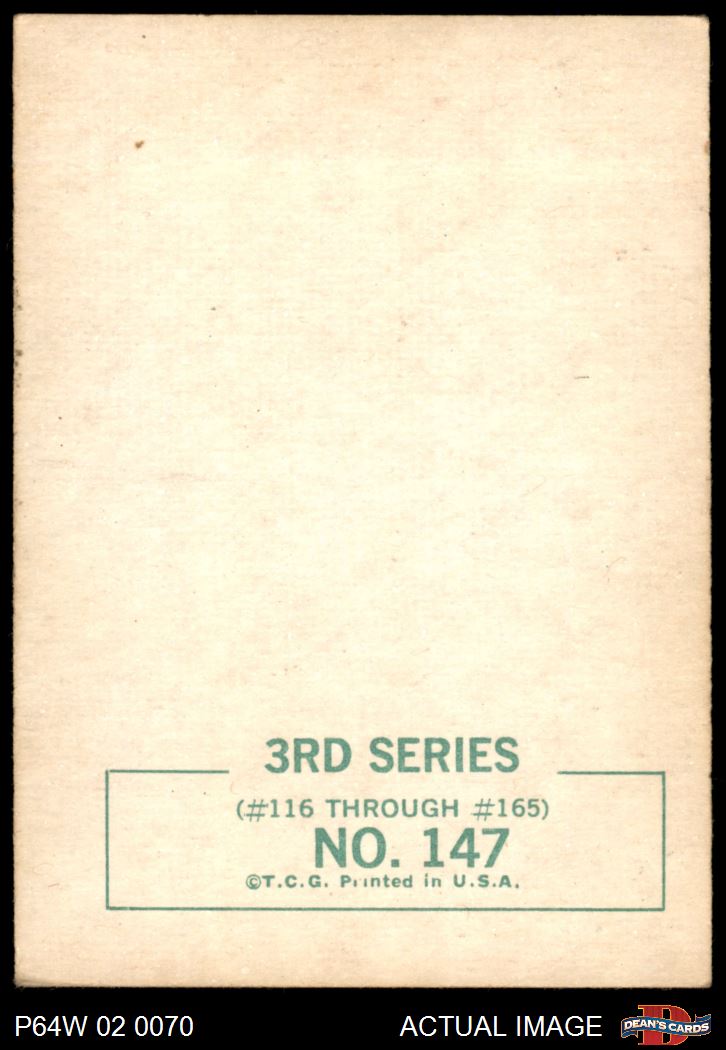 3RD SERIES
(#116 THROUGH #165)
NO. 147
©T.C.G. Printed in U.S.A.
P64W 02 0070
ACTUAL IMAGE
D
DEAN'S CARDS